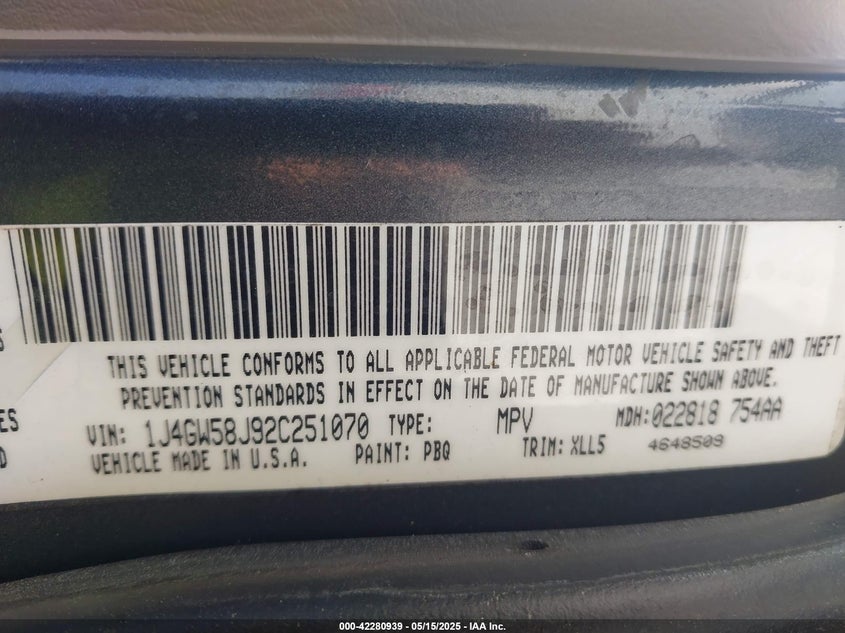 THIS VEHICLE CONFORMS TO ALL APPLICABLE FEDERAL MOTOR VEHICLE SAFETY AND THEFT
S
PREVENTION STANDARDS IN EFFECT ON THE DATE OF MANUFACTURE SHOWN ABOVE.
ES VIN: 1J4GW58J92C251070 TYPE: MPV MDH:022818 754AA
D VEHICLE MADE IN U.S.A. PAINT: PBQ TRIM: XLL5 4648509
000-42280939 - 05/15/2025 - IAA Inc.